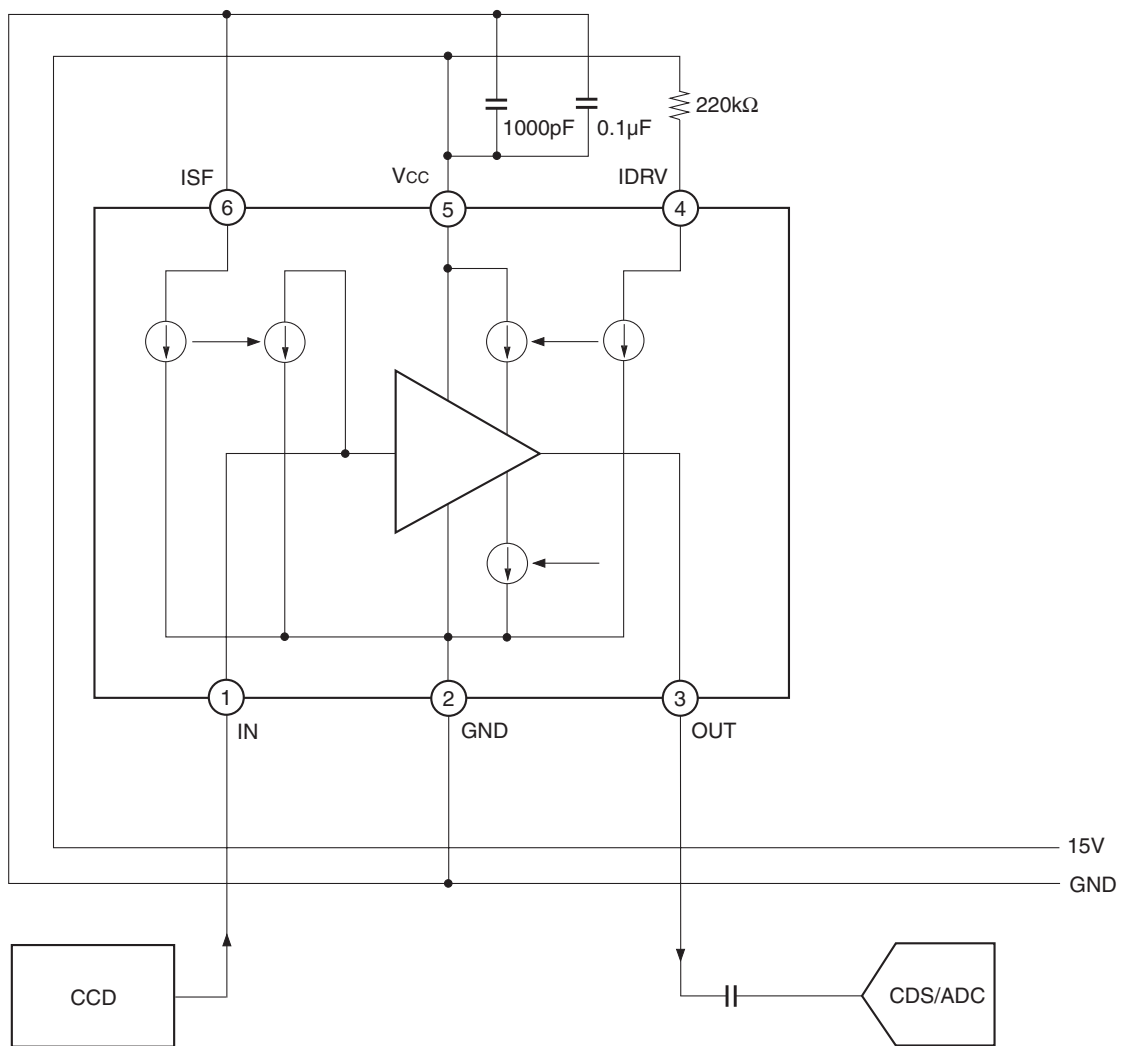 220kΩ
1000pF 0.1µF
ISF VCC IDRV
6 5 4
1 2 3
IN GND OUT
15V
GND
CCD CDS/ADC